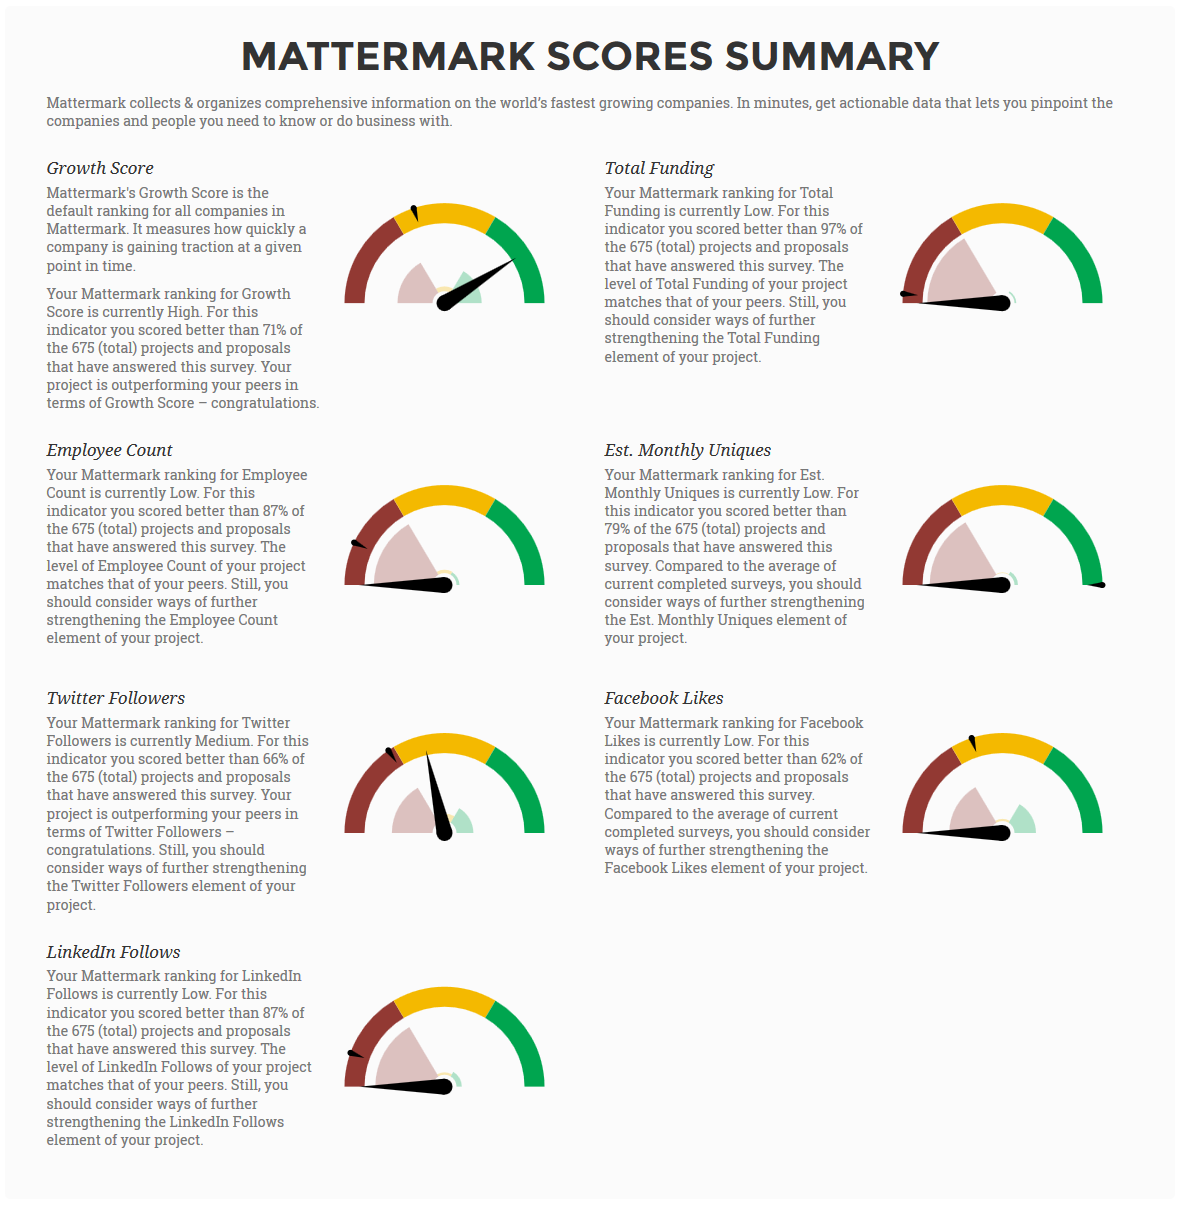 MATTERMARK SCORES SUMMARY
Mattermark collects & organizes comprehensive information on the world's fastest growing companies. In minutes, get actionable data that lets you pinpoint the
companies and people you need to know or do business with.
Growth Score
Mattermark's Growth Score is the
default ranking for all companies in
Mattermark. It measures how quickly a
company is gaining traction at a given
point in time.
Your Mattermark ranking for Growth
Score is currently High. For this
indicator you scored better than 71% of
the 675 (total) projects and proposals
that have answered this survey. Your
project is outperforming your peers in
terms of Growth Score – congratulations.
Total Funding
Your Mattermark ranking for Total
Funding is currently Low. For this
indicator you scored better than 97% of
the 675 (total) projects and proposals
that have answered this survey. The
level of Total Funding of your project
matches that of your peers. Still, you
should consider ways of further
strengthening the Total Funding
element of your project.
Employee Count
Your Mattermark ranking for Employee
Count is currently Low. For this
indicator you scored better than 87% of
the 675 (total) projects and proposals
that have answered this survey. The
level of Employee Count of your project
matches that of your peers. Still, you
should consider ways of further
strengthening the Employee Count
element of your project.
Est. Monthly Uniques
Your Mattermark ranking for Est.
Monthly Uniques is currently Low. For
this indicator you scored better than
79% of the 675 (total) projects and
proposals that have answered this
survey. Compared to the average of
current completed surveys, you should
consider ways of further strengthening
the Est. Monthly Uniques element of
your project.
Twitter Followers
Your Mattermark ranking for Twitter
Followers is currently Medium. For this
indicator you scored better than 66% of
the 675 (total) projects and proposals
that have answered this survey. Your
project is outperforming your peers in
terms of Twitter Followers –
congratulations. Still, you should
consider ways of further strengthening
the Twitter Followers element of your
project.
Facebook Likes
Your Mattermark ranking for Facebook
Likes is currently Low. For this
indicator you scored better than 62% of
the 675 (total) projects and proposals
that have answered this survey.
Compared to the average of current
completed surveys, you should consider
ways of further strengthening the
Facebook Likes element of your project.
LinkedIn Follows
Your Mattermark ranking for LinkedIn
Follows is currently Low. For this
indicator you scored better than 87% of
the 675 (total) projects and proposals
that have answered this survey. The
level of LinkedIn Follows of your project
matches that of your peers. Still, you
should consider ways of further
strengthening the LinkedIn Follows
element of your project.